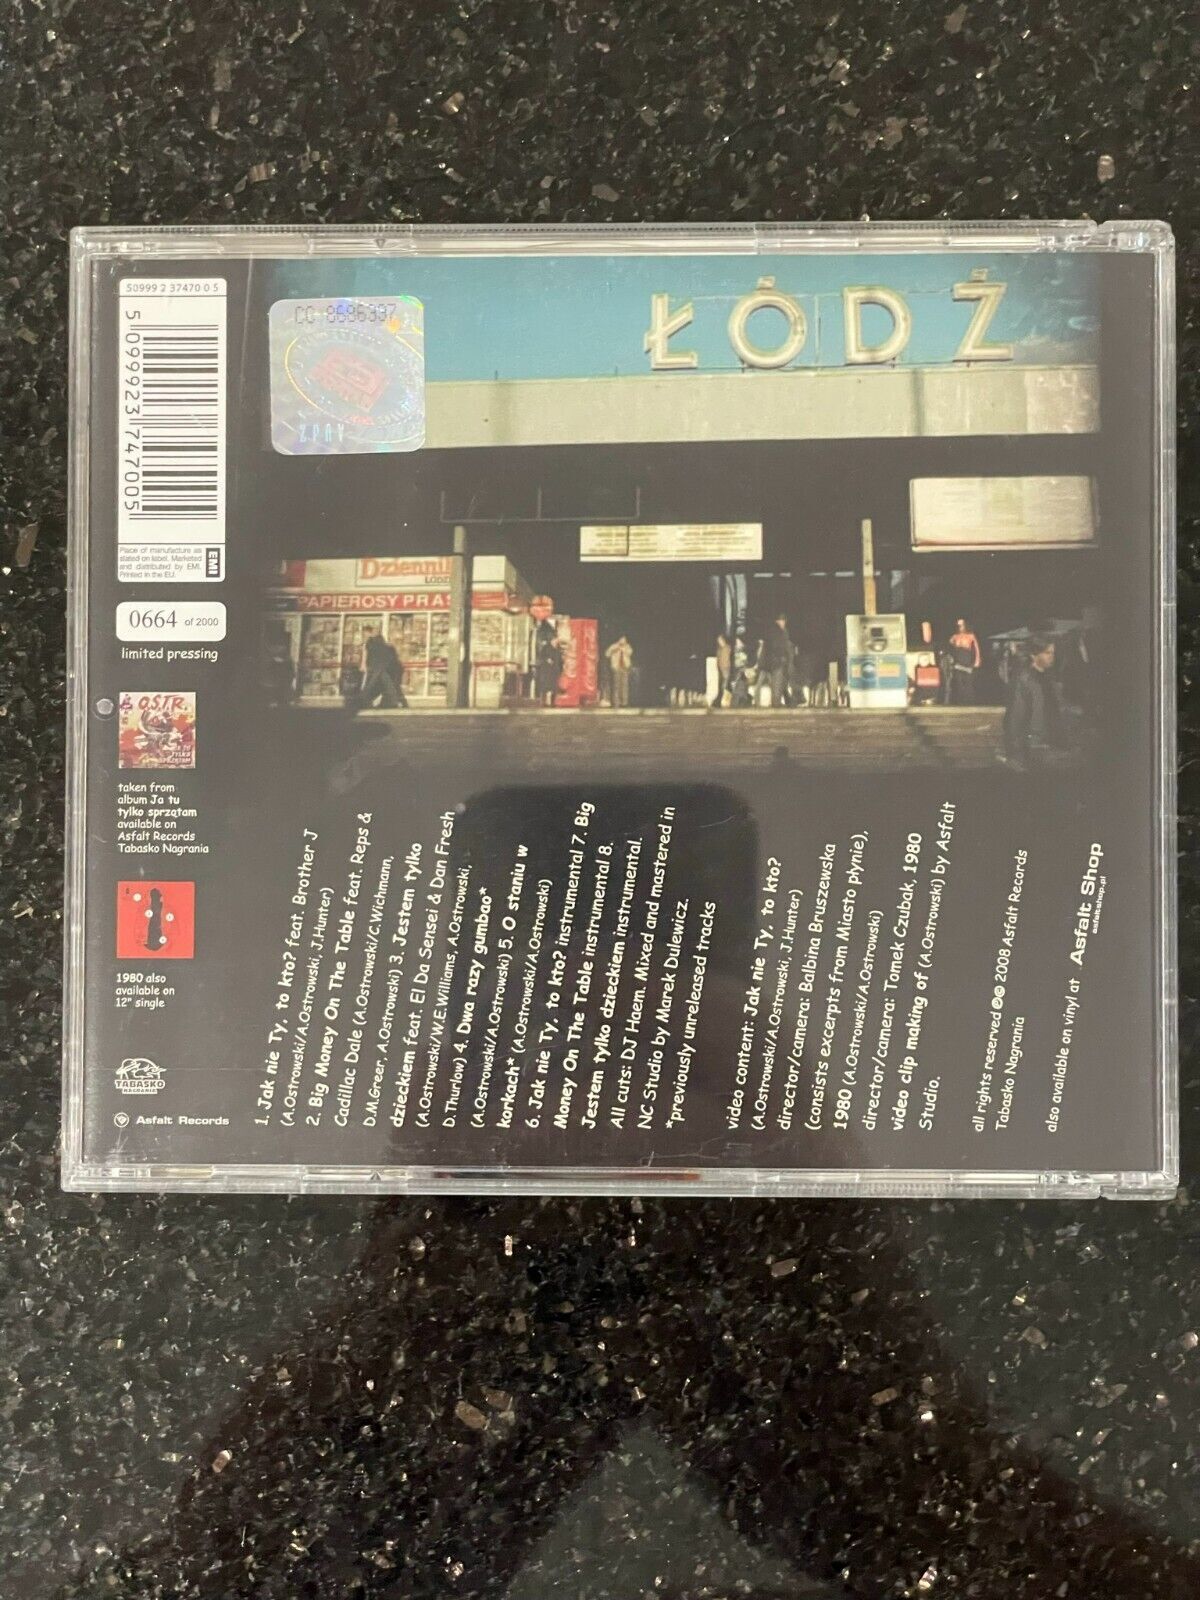 50999 2 37470 0 5
5 099923 747005
Place of manufacture as
stated on label. Marketed
and distributed by EMI.
Printed in the EU.
EMI
0664 of 2000
limited pressing
O.S.T.R.
JA TU
TYLKO
SPRZĄTAM
taken from
album Ja tu
tylko sprzątam
available on
Asfalt Records
Tabasko Nagrania
1980 also
available on
12" single
TABASKO
NAGRANIA
Asfalt Records
CC 8686337
ZPAV
ŁÓDŹ
Dziennik
ŁÓDZ
PAPIEROSY PRAS
1. Jak nie Ty, to kto? feat. Brother J
(A.Ostrowski/A.Ostrowski, J.Hunter)
2. Big Money On The Table feat. Reps &
Cadillac Dale (A.Ostrowski/C.Wichmann,
D.M.Greer, A.Ostrowski) 3. Jestem tylko
dzieckiem feat. El Da Sensei & Dan Fresh
(A.Ostrowski/W.E.Williams, A.Ostrowski,
D.Thurlow) 4. Dwa razy gumbao*
(A.Ostrowski/A.Ostrowski) 5. O staniu w
korkach* (A.Ostrowski/A.Ostrowski)
6. Jak nie Ty, to kto? instrumental 7. Big
Money On The Table instrumental 8.
Jestem tylko dzieckiem instrumental.
All cuts: DJ Haem. Mixed and mastered in
NC Studio by Marek Dulewicz.
*previously unreleased tracks
video content: Jak nie Ty, to kto?
(A.Ostrowski/A.Ostrowski, J.Hunter)
director/camera: Balbina Bruszewska
(consists excerpts from Miasto płynie),
1980 (A.Ostrowski/A.Ostrowski)
director/camera: Tomek Czubak, 1980
video clip making of (A.Ostrowski) by Asfalt
Studio.
all rights reserved ℗© 2008 Asfalt Records
Tabasko Nagrania
also available on vinyl at Asfalt Shop
asfaltshop.pl